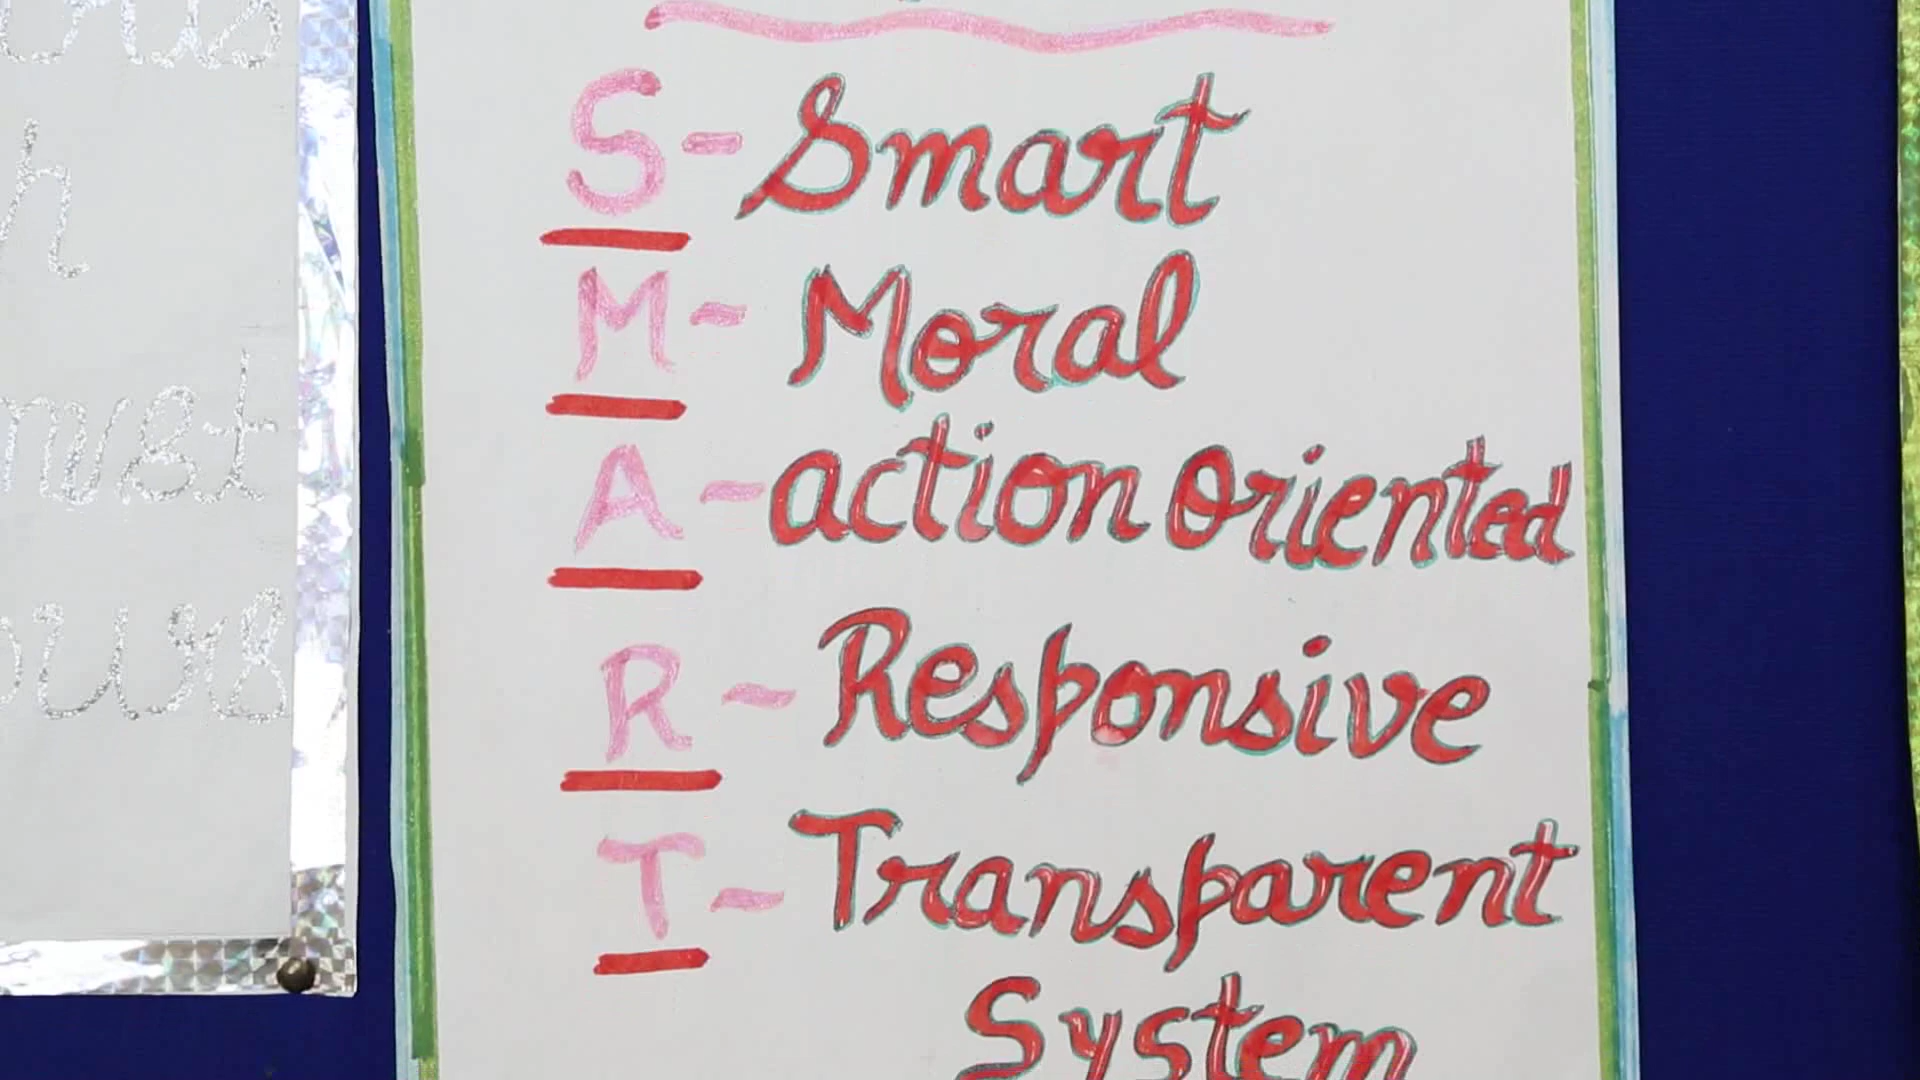 S - Smart
M - Moral
A - action Oriented
R - Responsive
T - Transparent
System